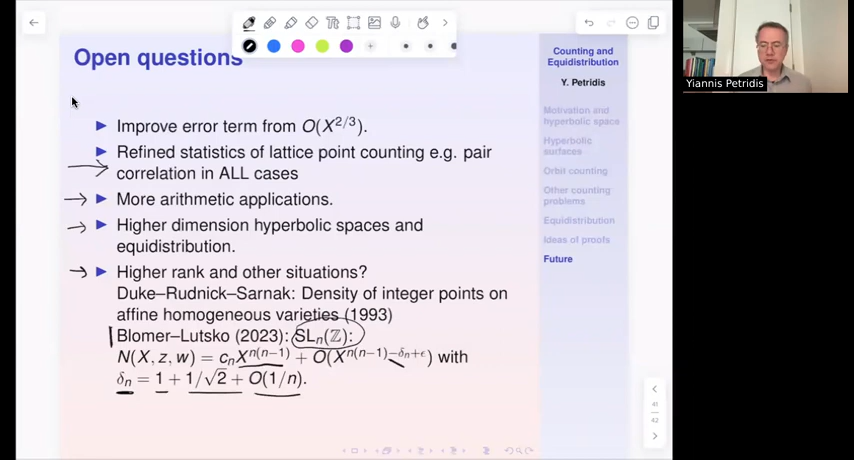 Open questions
Improve error term from O(X^{2/3}).
Refined statistics of lattice point counting e.g. pair
correlation in ALL cases
More arithmetic applications.
Higher dimension hyperbolic spaces and
equidistribution.
Higher rank and other situations?
Duke–Rudnick–Sarnak: Density of integer points on
affine homogeneous varieties (1993)
Blomer–Lutsko (2023): SL_n(ℤ):
N(X, z, w) = c_nX^{n(n−1)} + O(X^{n(n−1)−δ_n+ϵ}) with
δ_n = 1 + 1/√2 + O(1/n).
Counting and
Equidistribution
Y. Petridis
Motivation and
hyperbolic space
Hyperbolic
surfaces
Orbit counting
Other counting
problems
Equidistribution
Ideas of proofs
Future
41
42
Yiannis Petridis